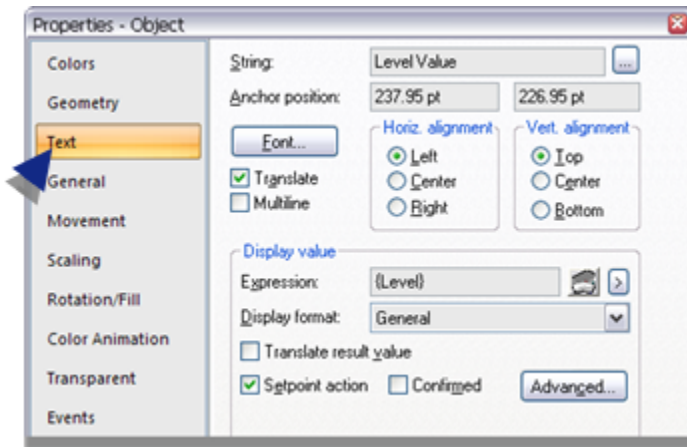 Properties - Object
Colors
Geometry
Text
General
Movement
Scaling
Rotation/Fill
Color Animation
Transparent
Events
String: Level Value ...
Anchor position: 237.95 pt 226.95 pt
Font...
Translate
Multiline
Horiz. alignment
Left
Center
Right
Vert. alignment
Top
Center
Bottom
Display value
Expression: {Level} >
Display format: General
Translate result value
Setpoint action Confirmed Advanced...